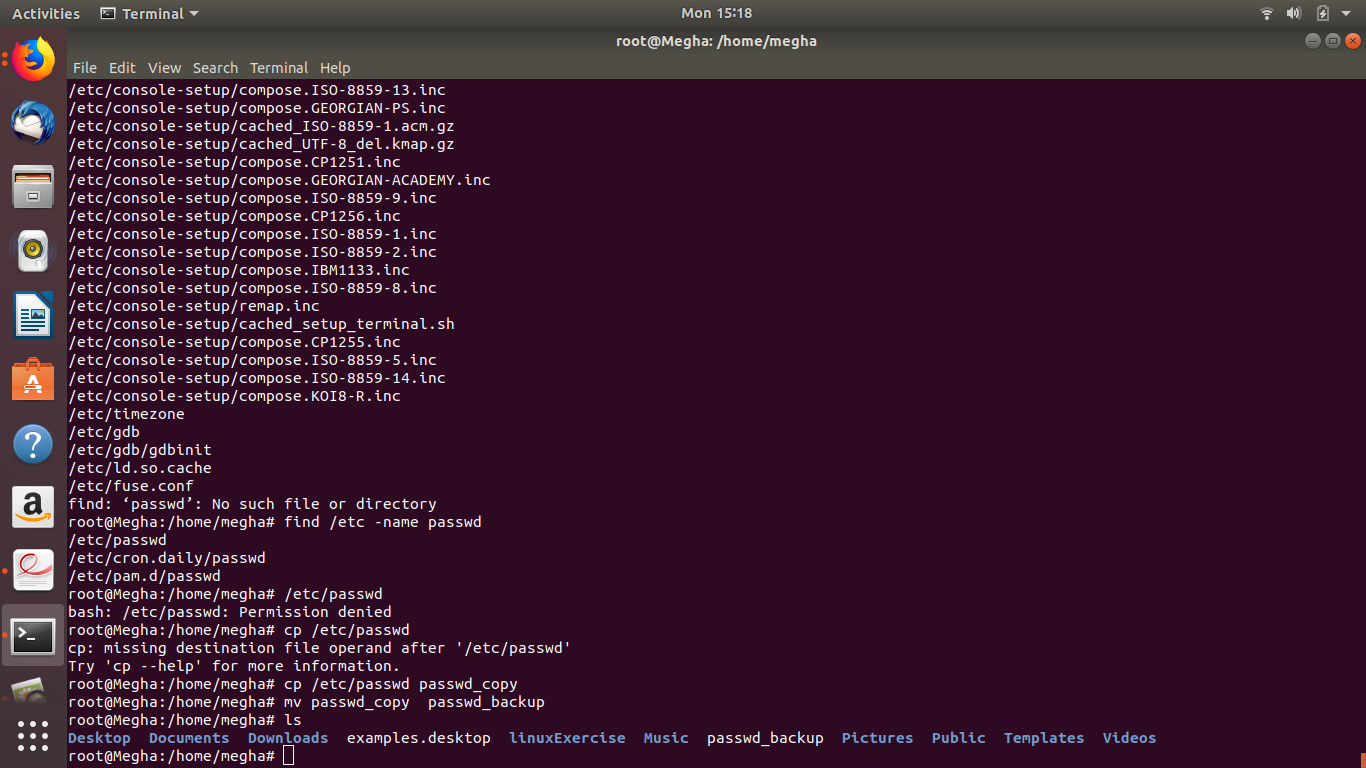 Activities Terminal Mon 15:18
root@Megha: /home/megha
File Edit View Search Terminal Help
/etc/console-setup/compose.ISO-8859-13.inc
/etc/console-setup/compose.GEORGIAN-PS.inc
/etc/console-setup/cached_ISO-8859-1.acm.gz
/etc/console-setup/cached_UTF-8_del.kmap.gz
/etc/console-setup/compose.CP1251.inc
/etc/console-setup/compose.GEORGIAN-ACADEMY.inc
/etc/console-setup/compose.ISO-8859-9.inc
/etc/console-setup/compose.CP1256.inc
/etc/console-setup/compose.ISO-8859-1.inc
/etc/console-setup/compose.ISO-8859-2.inc
/etc/console-setup/compose.IBM1133.inc
/etc/console-setup/compose.ISO-8859-8.inc
/etc/console-setup/remap.inc
/etc/console-setup/cached_setup_terminal.sh
/etc/console-setup/compose.CP1255.inc
/etc/console-setup/compose.ISO-8859-5.inc
/etc/console-setup/compose.ISO-8859-14.inc
/etc/console-setup/compose.KOI8-R.inc
/etc/timezone
/etc/gdb
/etc/gdb/gdbinit
/etc/ld.so.cache
/etc/fuse.conf
find: ‘passwd’: No such file or directory
root@Megha:/home/megha# find /etc -name passwd
/etc/passwd
/etc/cron.daily/passwd
/etc/pam.d/passwd
root@Megha:/home/megha# /etc/passwd
bash: /etc/passwd: Permission denied
root@Megha:/home/megha# cp /etc/passwd
cp: missing destination file operand after '/etc/passwd'
Try 'cp --help' for more information.
root@Megha:/home/megha# cp /etc/passwd passwd_copy
root@Megha:/home/megha# mv passwd_copy  passwd_backup
root@Megha:/home/megha# ls
Desktop  Documents  Downloads  examples.desktop  linuxExercise  Music  passwd_backup  Pictures  Public  Templates  Videos
root@Megha:/home/megha#